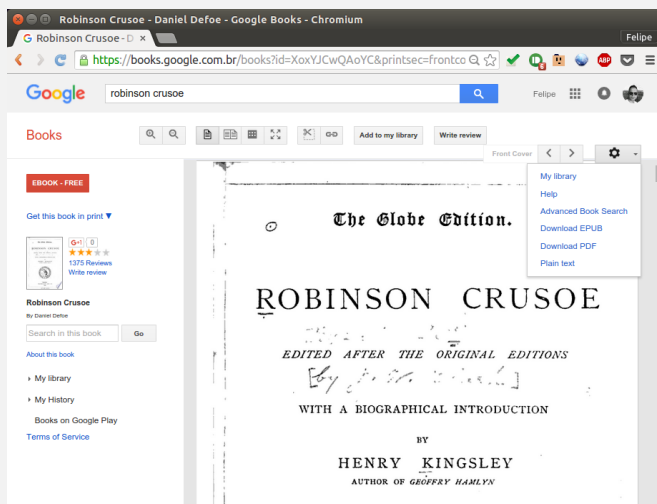 Robinson Crusoe - Daniel Defoe - Google Books - Chromium
Robinson Crusoe - D
Felipe
https://books.google.com.br/books?id=XoxYJCwQAoYC&printsec=frontco
ABP
Google
robinson crusoe
Felipe
Books
Add to my library
Write review
Front Cover
EBOOK - FREE
My library
Help
Advanced Book Search
Download EPUB
Download PDF
Plain text
Get this book in print ▼
G+1 0
1375 Reviews
Write review
Robinson Crusoe
By Daniel Defoe
Search in this book
Go
About this book
My library
My History
Books on Google Play
Terms of Service
The Globe Edition.
ROBINSON CRUSOE
EDITED AFTER THE ORIGINAL EDITIONS
WITH A BIOGRAPHICAL INTRODUCTION
BY
HENRY KINGSLEY
AUTHOR OF GEOFFRY HAMLYN